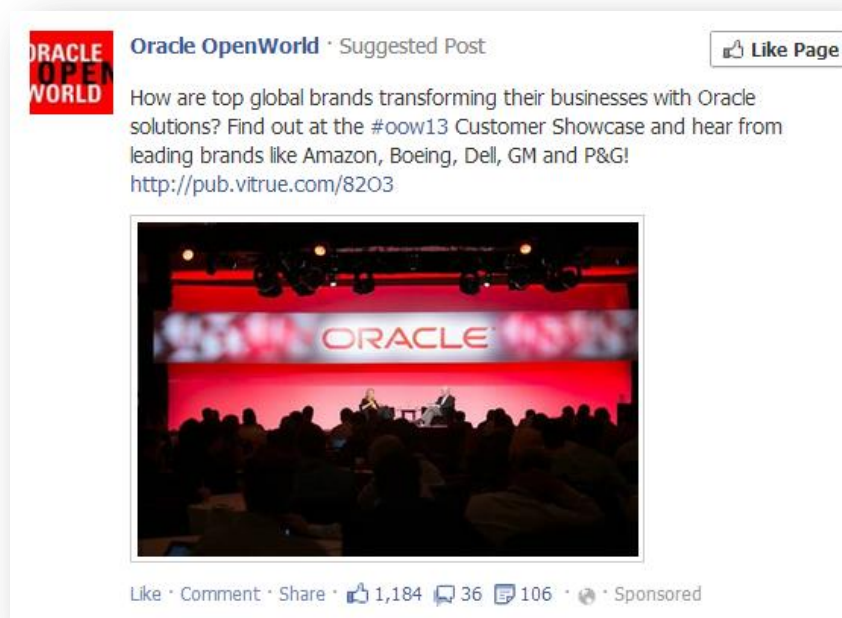 ORACLE
OPEN
WORLD
Oracle OpenWorld · Suggested Post
Like Page
How are top global brands transforming their businesses with Oracle
solutions? Find out at the #oow13 Customer Showcase and hear from
leading brands like Amazon, Boeing, Dell, GM and P&G!
http://pub.vitrue.com/82O3
ORACLE
Like · Comment · Share · 1,184 36 106 · · Sponsored